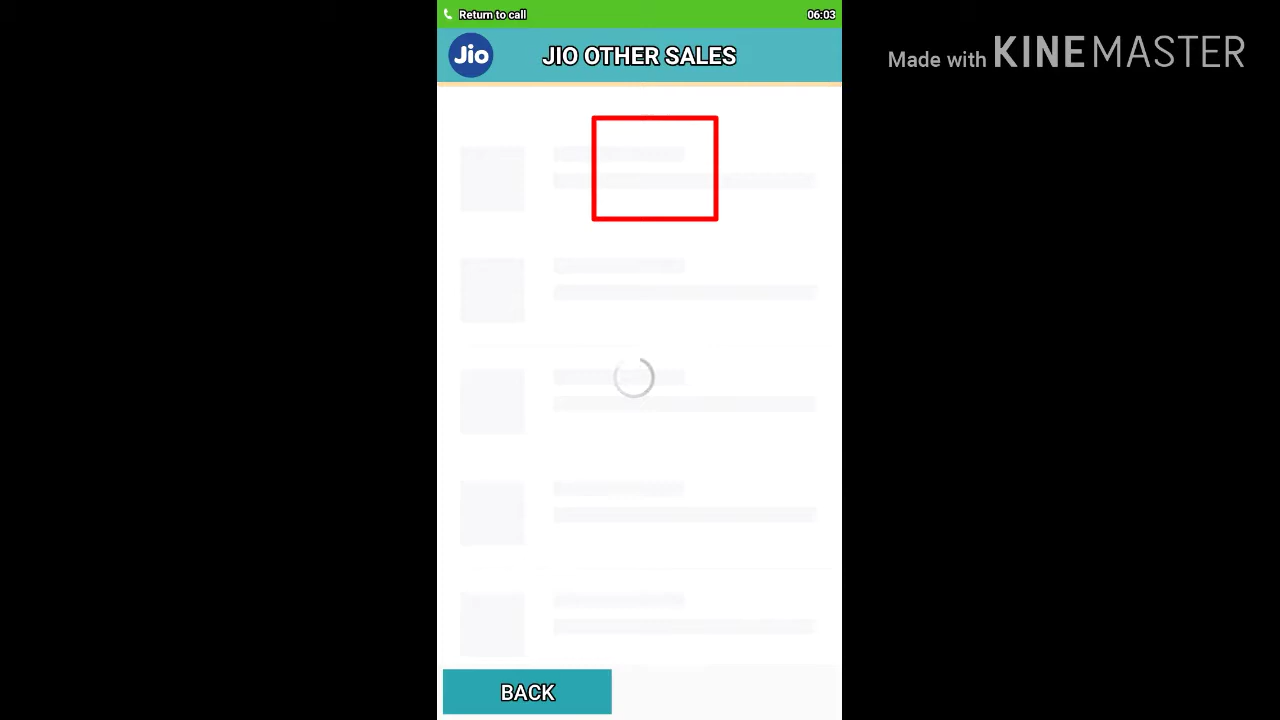 Return to call
06:03
Jio
JIO OTHER SALES
Made with KINEMASTER
BACK